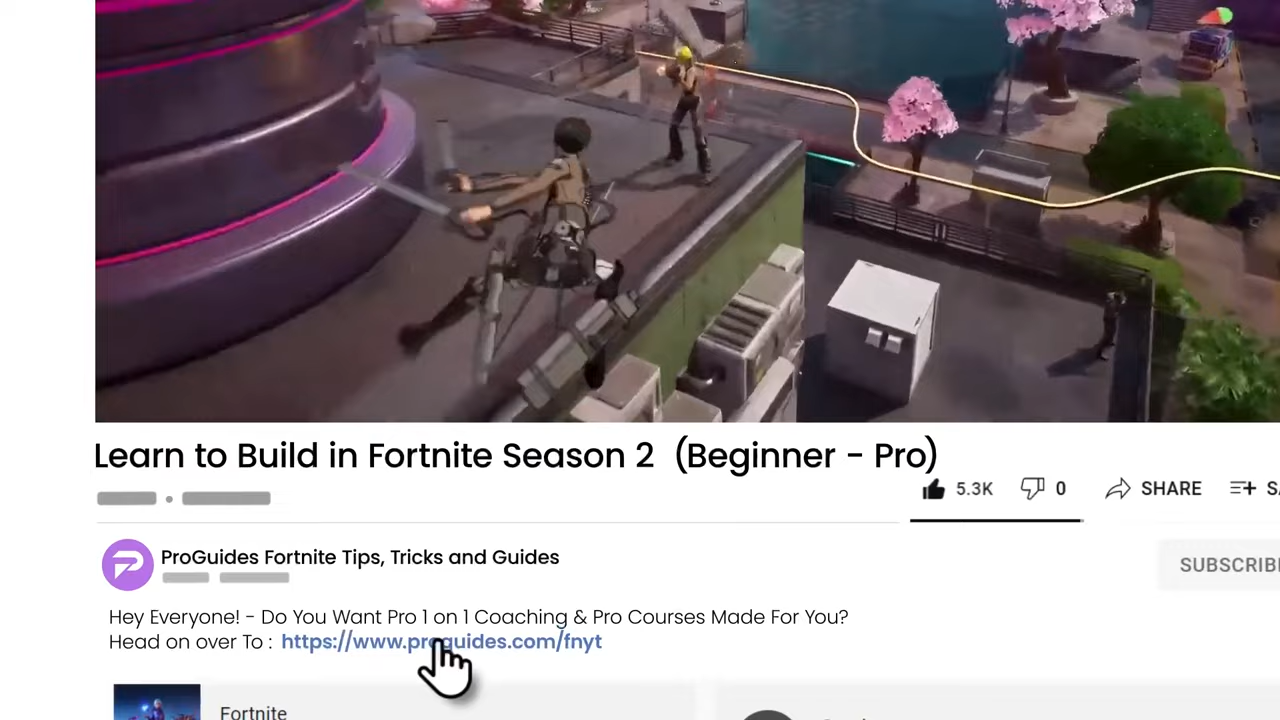 Learn to Build in Fortnite Season 2 (Beginner - Pro)
5.3K 0 SHARE
ProGuides Fortnite Tips, Tricks and Guides
Hey Everyone! - Do You Want Pro 1 on 1 Coaching & Pro Courses Made For You?
Head on over To : https://www.proguides.com/fnyt
Fortnite